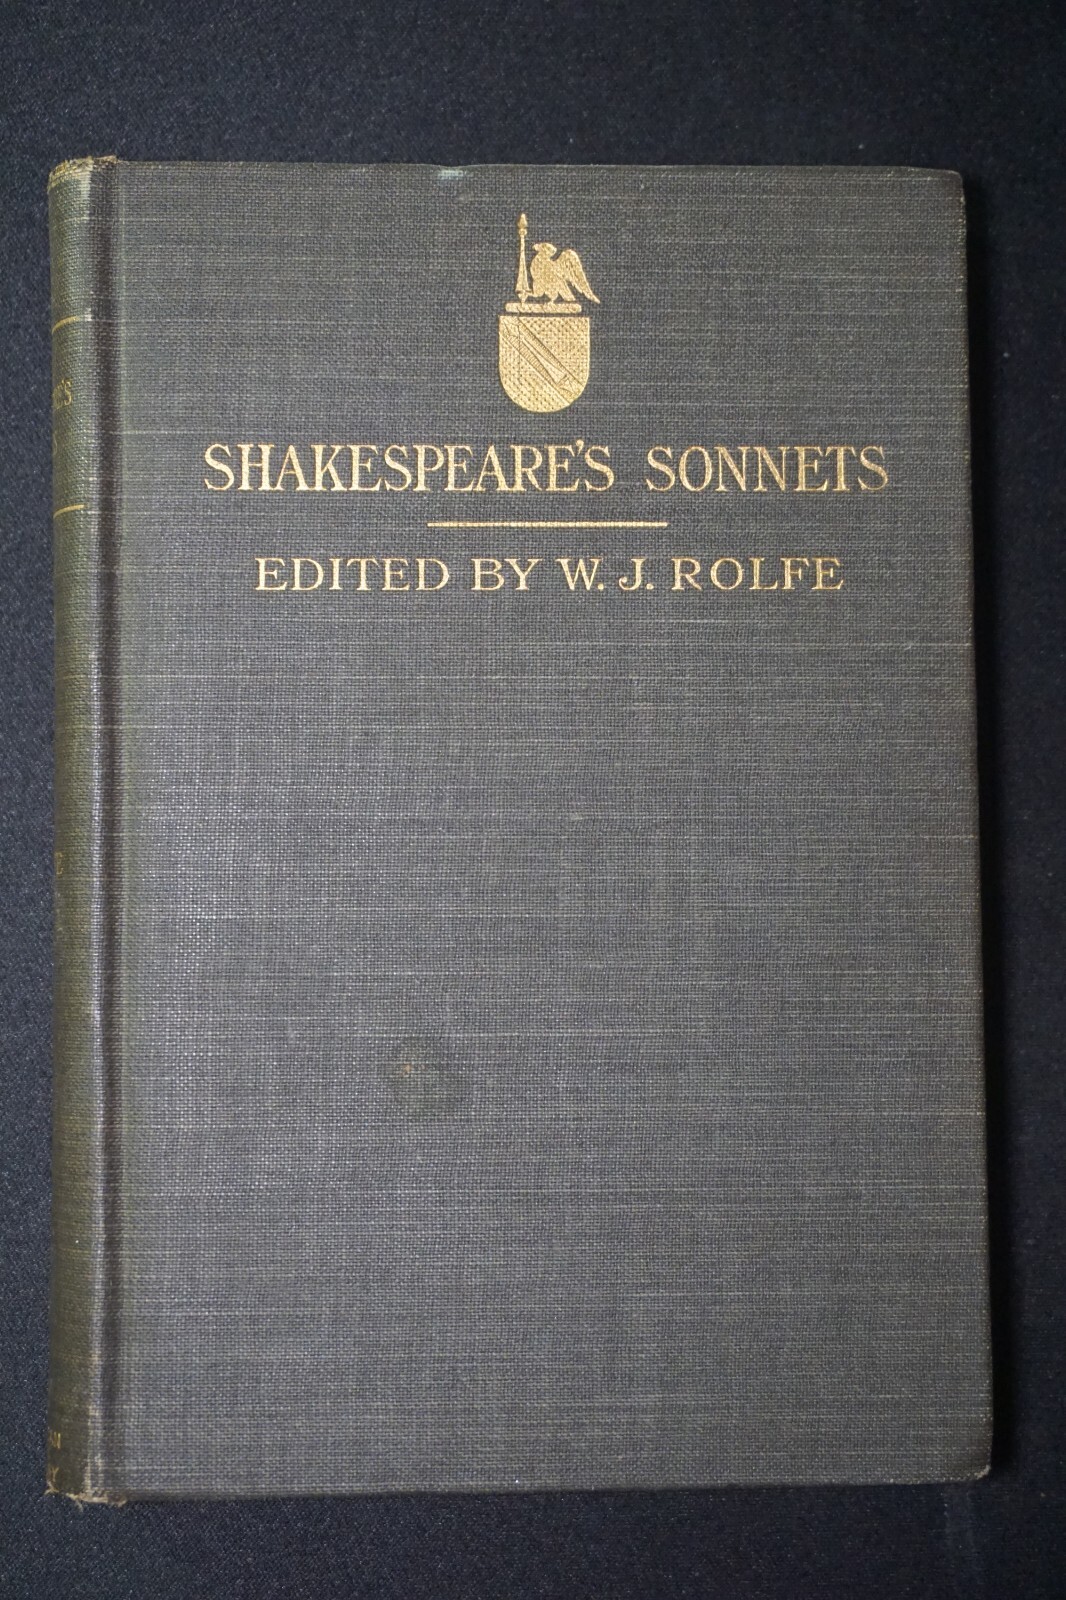 SHAKESPEARE'S SONNETS
EDITED BY W. J. ROLFE